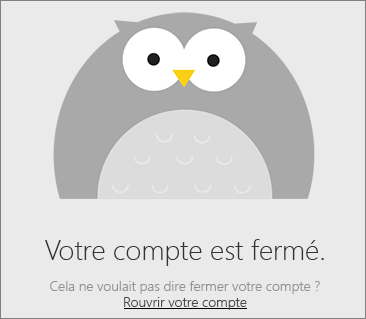 Votre compte est fermé.
Cela ne voulait pas dire fermer votre compte ?
Rouvrir votre compte